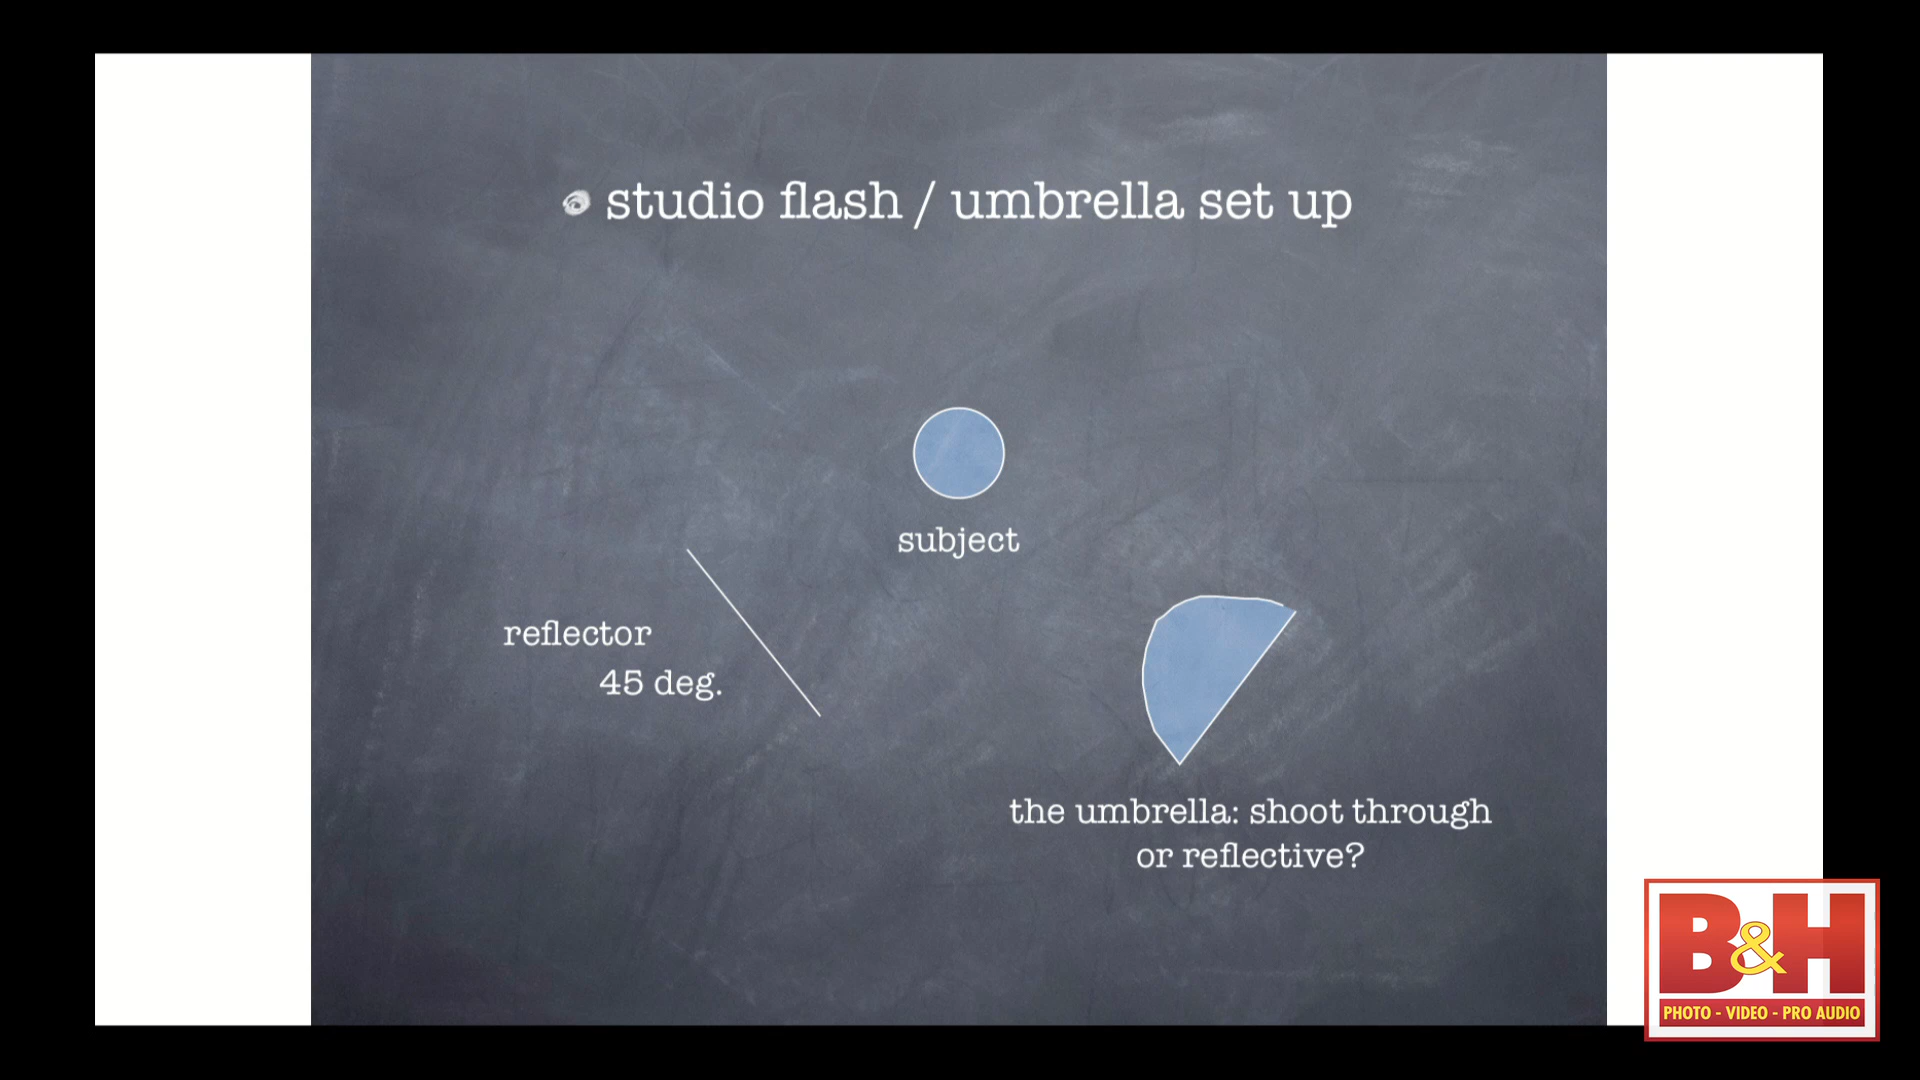 studio flash / umbrella set up
subject
reflector
45 deg.
the umbrella: shoot through
or reflective?
B&H
PHOTO - VIDEO - PRO AUDIO